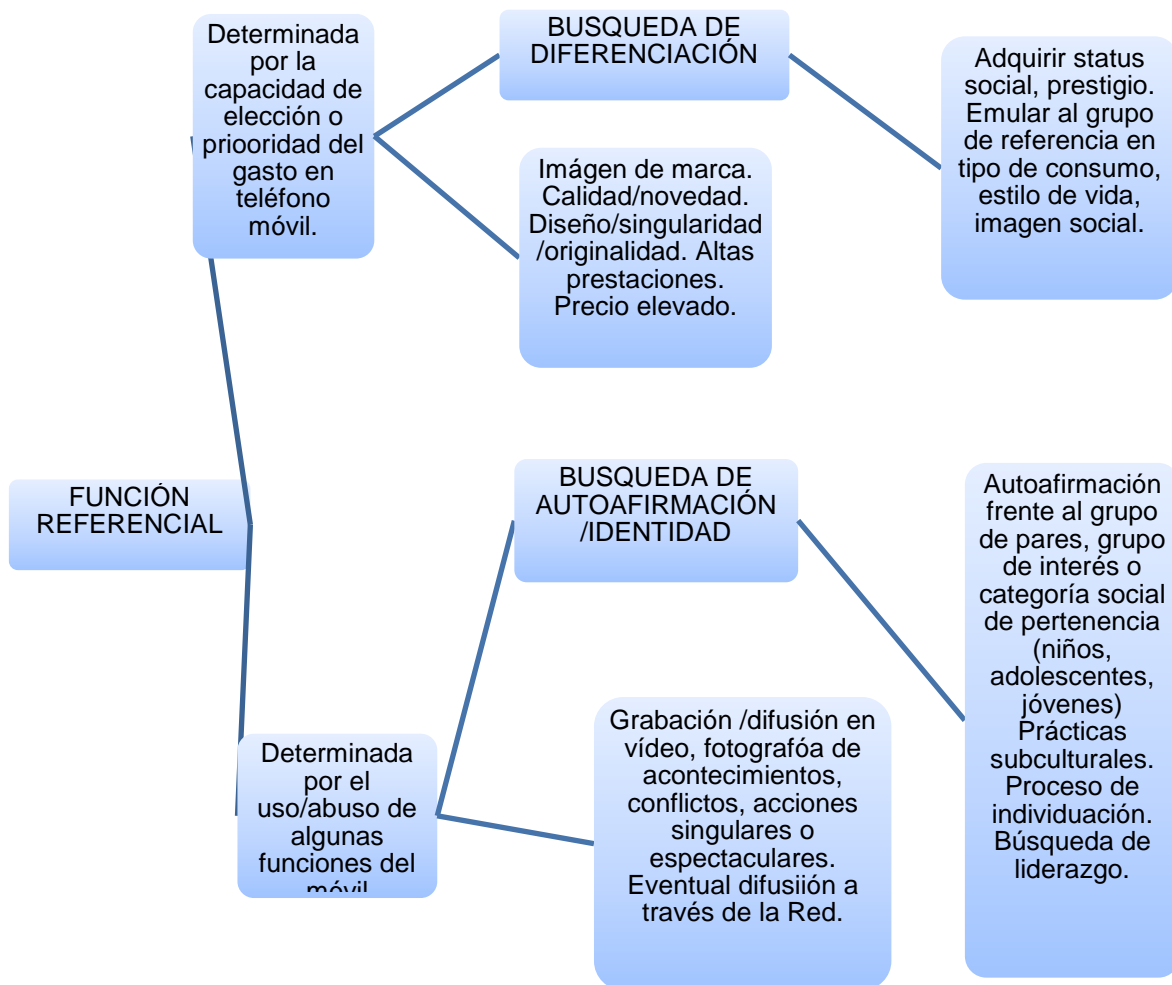 FUNCIÓN
REFERENCIAL
Determinada
por la
capacidad de
elección o
priooridad del
gasto en
teléfono
móvil.
BUSQUEDA DE
DIFERENCIACIÓN
Adquirir status
social, prestigio.
Emular al grupo
de referencia en
tipo de consumo,
estilo de vida,
imagen social.
Imágen de marca.
Calidad/novedad.
Diseño/singularidad
/originalidad. Altas
prestaciones.
Precio elevado.
Determinada
por el
uso/abuso de
algunas
funciones del
móvil
BUSQUEDA DE
AUTOAFIRMACIÓN
/IDENTIDAD
Autoafirmación
frente al grupo
de pares, grupo
de interés o
categoría social
de pertenencia
(niños,
adolescentes,
jóvenes)
Prácticas
subculturales.
Proceso de
individuación.
Búsqueda de
liderazgo.
Grabación /difusión en
vídeo, fotografóa de
acontecimientos,
conflictos, acciones
singulares o
espectaculares.
Eventual difusiión a
través de la Red.